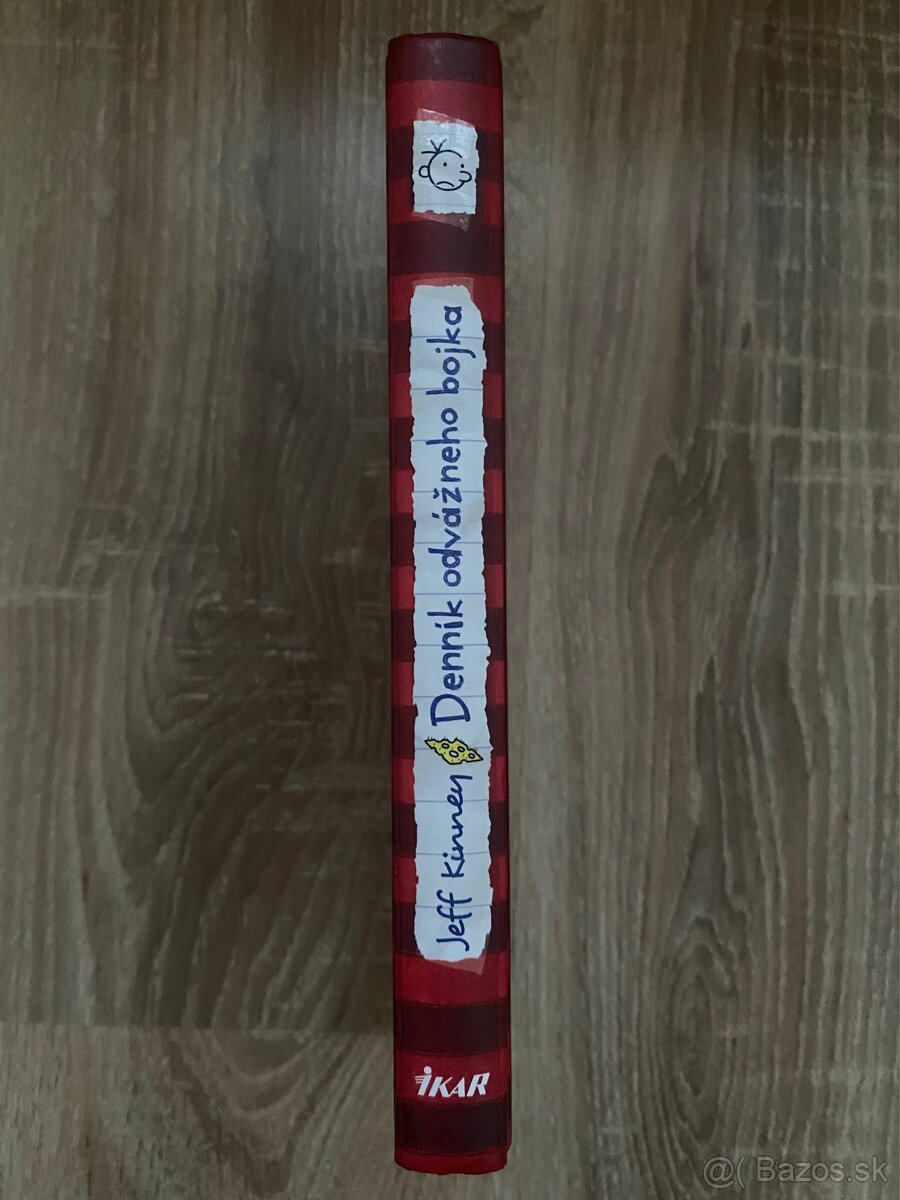 Jeff Kinney Denník odvážneho bojka
iKAR
@( Bazos.sk